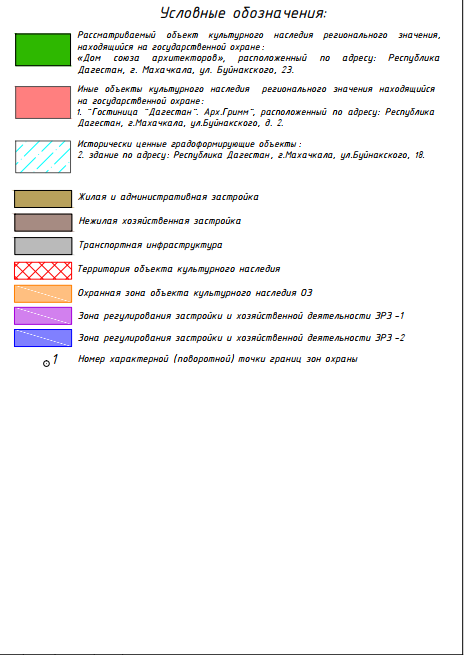 Условные обозначения:
Рассматриваемый объект культурного наследия регионального значения,
находящийся на государственной охране:
«Дом союза архитекторов», расположенный по адресу: Республика
Дагестан, г. Махачкала, ул. Буйнакского, 23.
Иные объекты культурного наследия регионального значения находящийся
на государственной охране:
1. "Гостиница "Дагестан". Арх.Гримм", расположенный по адресу: Республика
Дагестан, г.Махачкала, ул.Буйнакского, д. 2.
Исторически ценные градоформирующие объекты:
2. здание по адресу: Республика Дагестан, г.Махачкала, ул.Буйнакского, 18.
Жилая и административная застройка
Нежилая хозяйственная застройка
Транспортная инфраструктура
Территория объекта культурного наследия
Охранная зона объекта культурного наследия ОЗ
Зона регулирования застройки и хозяйственной деятельности ЗРЗ-1
Зона регулирования застройки и хозяйственной деятельности ЗРЗ-2
1 Номер характерной (поворотной) точки границ зон охраны